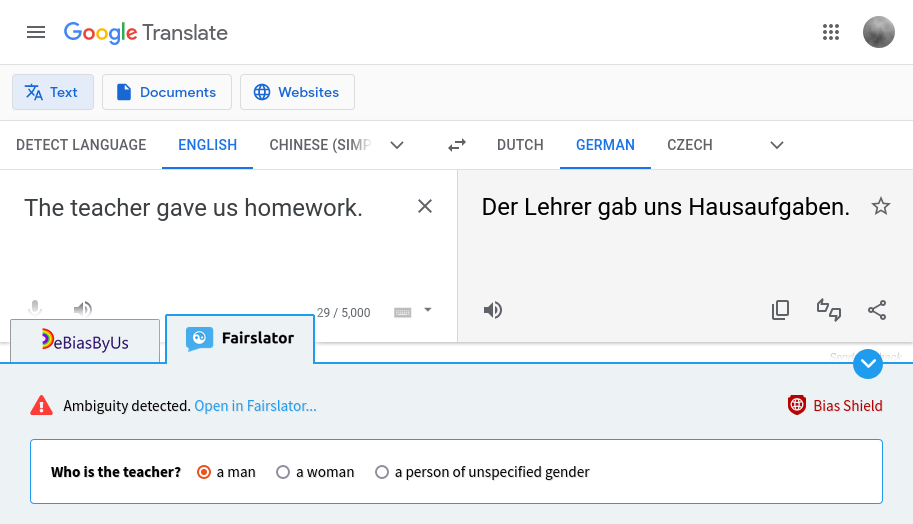 Google Translate
Text
Documents
Websites
DETECT LANGUAGE
ENGLISH
CHINESE (SIMP
DUTCH
GERMAN
CZECH
The teacher gave us homework.
Der Lehrer gab uns Hausaufgaben.
29 / 5,000
eBiasByUs
Fairslator
Ambiguity detected. Open in Fairslator...
Bias Shield
Who is the teacher? a man a woman a person of unspecified gender